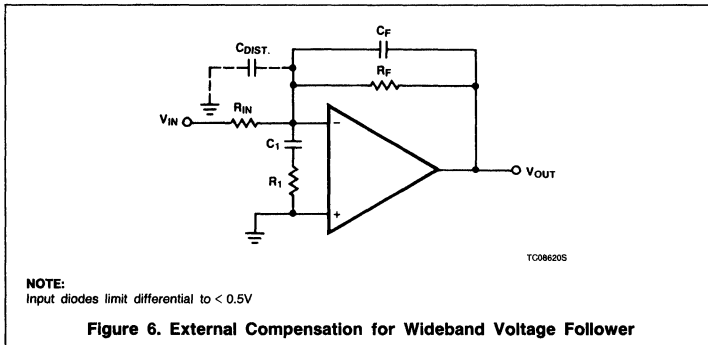 CF
CDIST.
RF
RIN
VIN
−
C1
R1
+
VOUT
TC08620S
NOTE:
Input diodes limit differential to < 0.5V
Figure 6. External Compensation for Wideband Voltage Follower